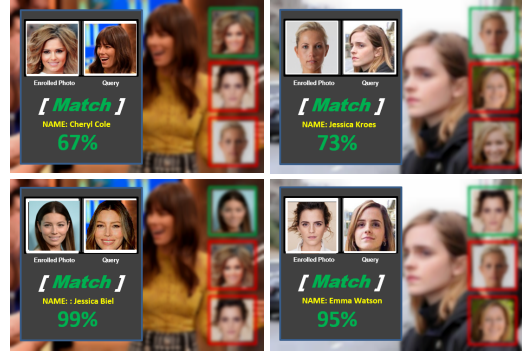 Enrolled Photo Query
[ Match ]
NAME: Cheryl Cole
67%
Enrolled Photo Query
[ Match ]
NAME: Jessica Kroes
73%
Enrolled Photo Query
[ Match ]
NAME: : Jessica Biel
99%
Enrolled Photo Query
[ Match ]
NAME: Emma Watson
95%